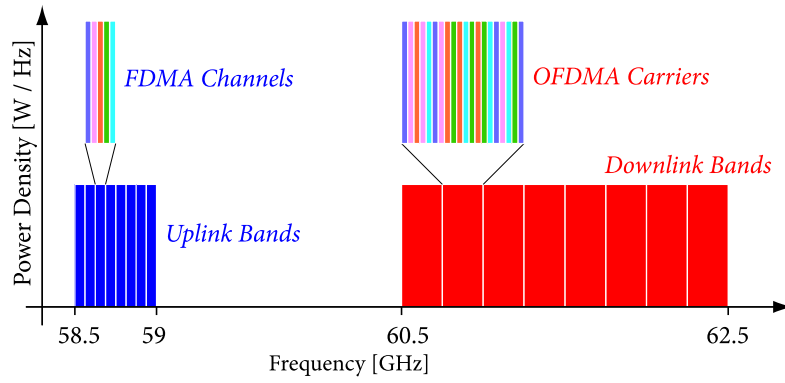 Power Density [W / Hz]
FDMA Channels
OFDMA Carriers
Downlink Bands
Uplink Bands
58.5
59
60.5
62.5
Frequency [GHz]